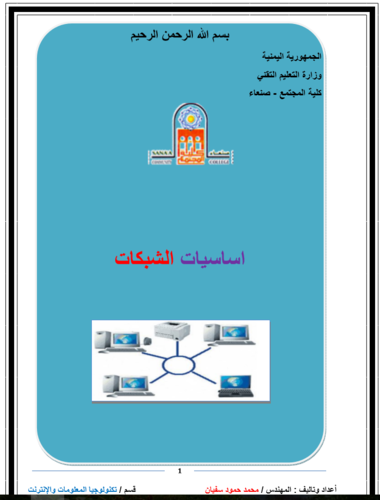 بسم الله الرحمن الرحيم
الجمهورية اليمنية
وزارة التعليم التقني
كلية المجتمع - صنعاء
اساسيات الشبكات
1
أعداد وتاليف : المهندس / محمد حمود سفيان
قسم / تكنولوجيا المعلومات والإنترنت